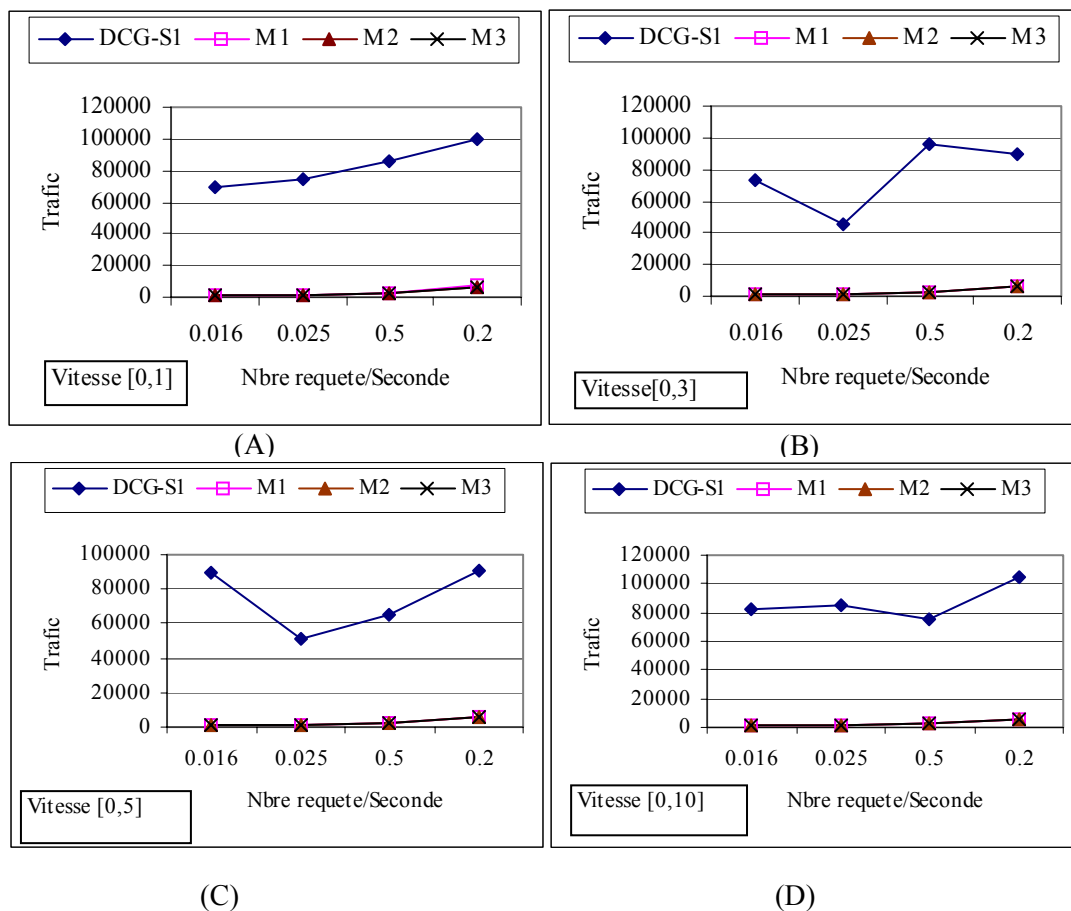 DCG-S1 M1 M2 M3
120000
100000
80000
60000
40000
20000
0
Trafic
0.016 0.025 0.5 0.2
Nbre requete/Seconde
Vitesse [0,1]
(A)
DCG-S1 M1 M2 M3
120000
100000
80000
60000
40000
20000
0
Trafic
0.016 0.025 0.5 0.2
Nbre requete/Seconde
Vitesse[0,3]
(B)
DCG-S1 M1 M2 M3
100000
80000
60000
40000
20000
0
Trafic
0.016 0.025 0.5 0.2
Nbre requete/Seconde
Vitesse [0,5]
(C)
DCG-S1 M1 M2 M3
120000
100000
80000
60000
40000
20000
0
Trafic
0.016 0.025 0.5 0.2
Nbre requete/Seconde
Vitesse [0,10]
(D)